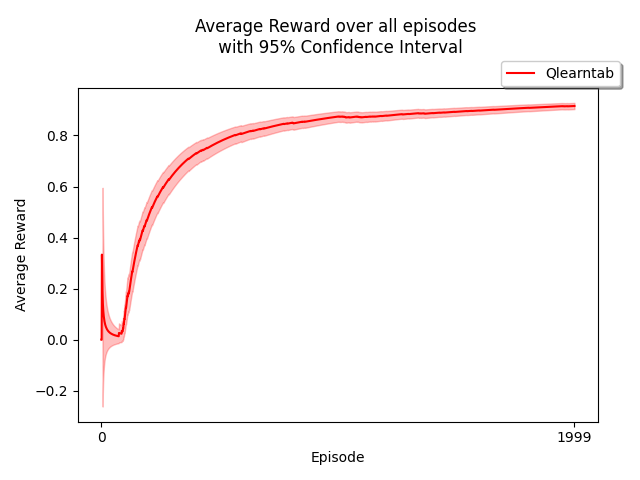 Average Reward over all episodes
with 95% Confidence Interval
Qlearntab
Average Reward
0.8
0.6
0.4
0.2
0.0
−0.2
0
1999
Episode